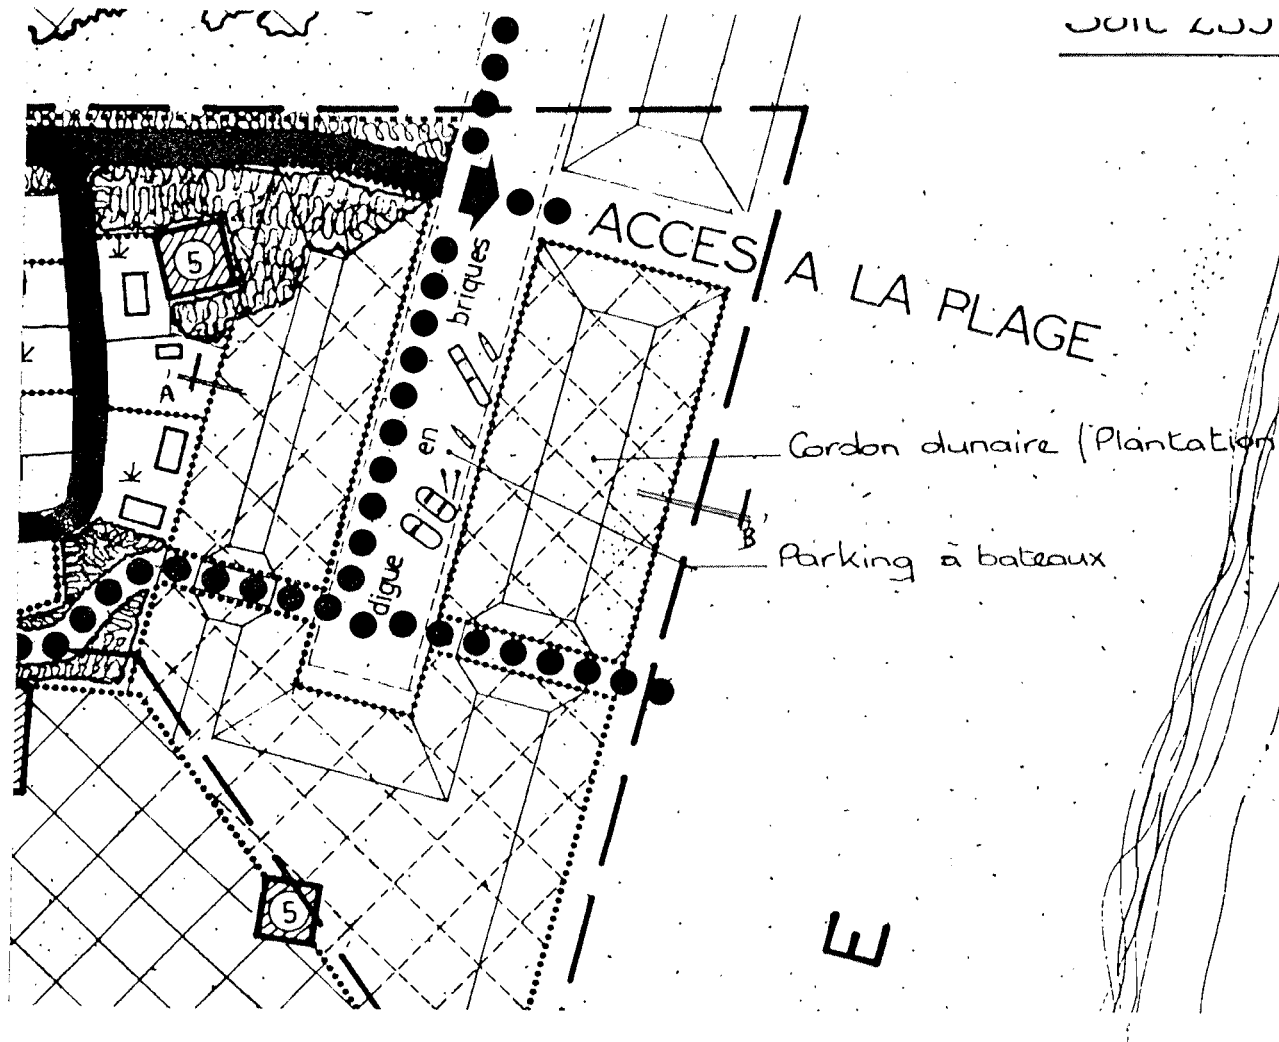 ACCES A LA PLAGE
5
briques
A
en
Cordon dunaire (Plantation
B'
Parking à bateaux
digue
5
E